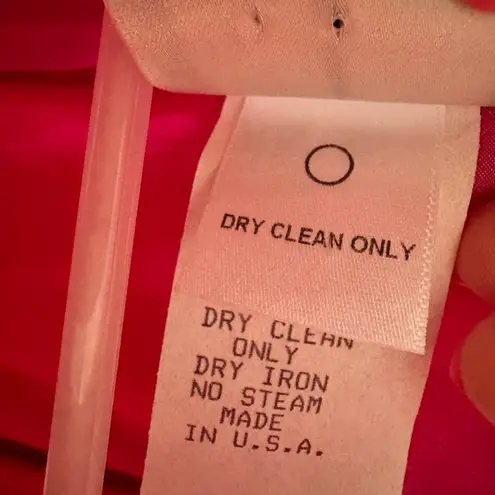 DRY CLEAN ONLY
DRY CLEAN
ONLY
DRY IRON
NO STEAM
MADE
IN U.S.A.